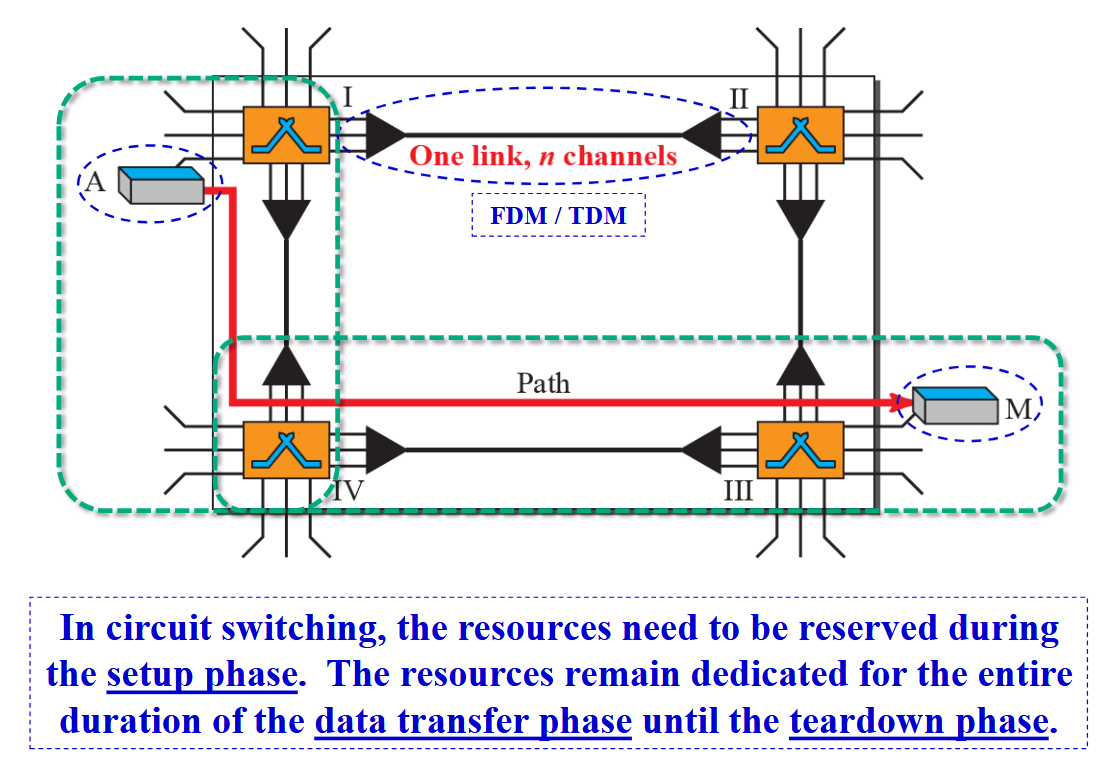 I
II
One link, n channels
A
FDM / TDM
Path
M
IV
III
In circuit switching, the resources need to be reserved during
the setup phase. The resources remain dedicated for the entire
duration of the data transfer phase until the teardown phase.